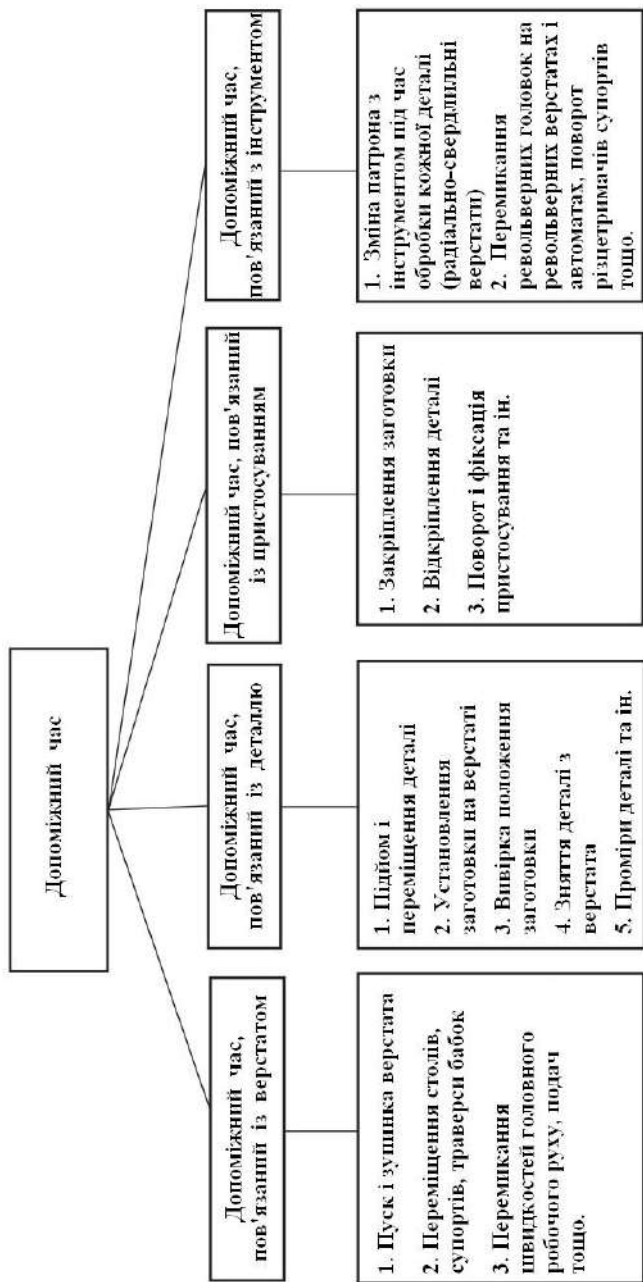 Допоміжний час
Допоміжний час,
пов'язаний із верстатом
Допоміжний час,
пов'язаний із деталлю
Допоміжний час, пов'язаний
із пристосуванням
Допоміжний час,
пов'язаний з інструментом
1. Пуск і зупинка верстата
2. Переміщення столів,
супортів, траверси бабок
3. Перемикання
швидкостей головного
робочого руху, подач
тощо.
1. Підйом і
переміщення деталі
2. Установлення
заготовки на верстаті
3. Вивірка положення
заготовки
4. Зняття деталі з
верстата
5. Проміри деталі та ін.
1. Закріплення заготовки
2. Відкріплення деталі
3. Поворот і фіксація
пристосування та ін.
1. Зміна патрона з
інструментом під час
обробки кожної деталі
(радіально-свердлильні
верстати)
2. Перемикання
револьверних головок на
револьверних верстатах і
автоматах, поворот
різцетримачів супортів
тощо.